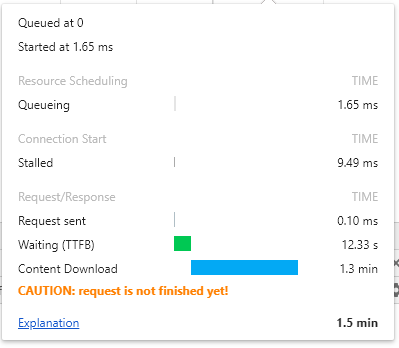 Queued at 0
Started at 1.65 ms
Resource Scheduling TIME
Queueing 1.65 ms
Connection Start TIME
Stalled 9.49 ms
Request/Response TIME
Request sent 0.10 ms
Waiting (TTFB) 12.33 s
Content Download 1.3 min
CAUTION: request is not finished yet!
Explanation 1.5 min